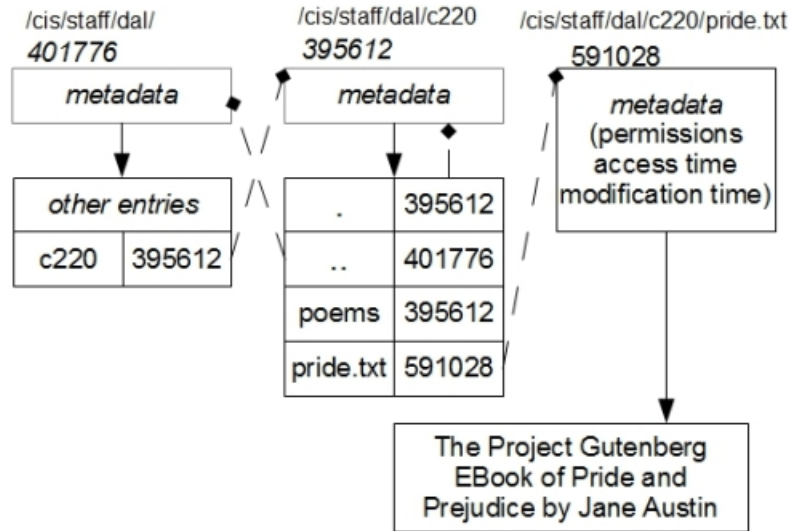 /cis/staff/dal/
401776
metadata
other entries
c220 395612
/cis/staff/dal/c220
395612
metadata
. 395612
.. 401776
poems 395612
pride.txt 591028
/cis/staff/dal/c220/pride.txt
591028
metadata
(permissions
access time
modification time)
The Project Gutenberg
EBook of Pride and
Prejudice by Jane Austin